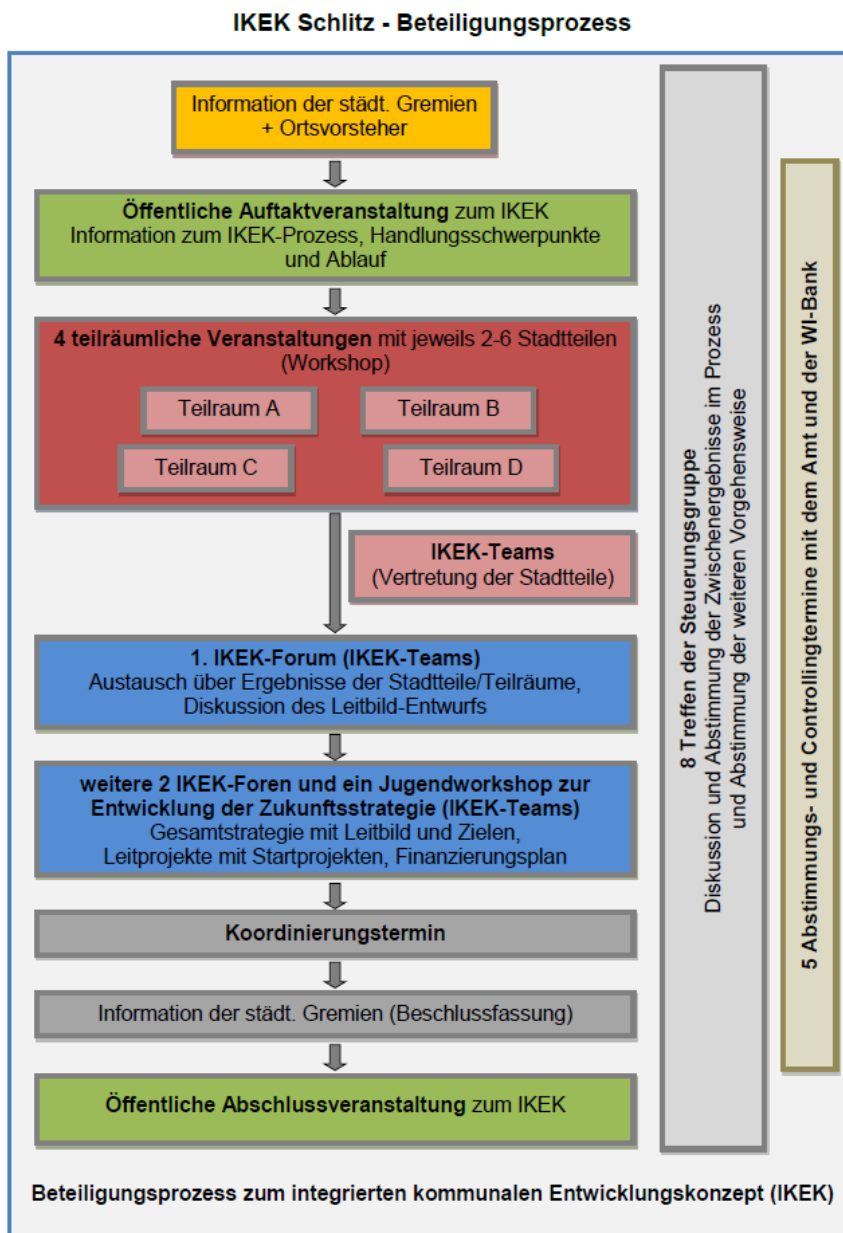 IKEK Schlitz - Beteiligungsprozess
Information der städt. Gremien
+ Ortsvorsteher
Öffentliche Auftaktveranstaltung zum IKEK
Information zum IKEK-Prozess, Handlungsschwerpunkte
und Ablauf
4 teilräumliche Veranstaltungen mit jeweils 2-6 Stadtteilen
(Workshop)
Teilraum A
Teilraum B
Teilraum C
Teilraum D
IKEK-Teams
(Vertretung der Stadtteile)
1. IKEK-Forum (IKEK-Teams)
Austausch über Ergebnisse der Stadtteile/Teilräume,
Diskussion des Leitbild-Entwurfs
weitere 2 IKEK-Foren und ein Jugendworkshop zur
Entwicklung der Zukunftsstrategie (IKEK-Teams)
Gesamtstrategie mit Leitbild und Zielen,
Leitprojekte mit Startprojekten, Finanzierungsplan
Koordinierungstermin
Information der städt. Gremien (Beschlussfassung)
Öffentliche Abschlussveranstaltung zum IKEK
8 Treffen der Steuerungsgruppe
Diskussion und Abstimmung der Zwischenergebnisse im Prozess
und Abstimmung der weiteren Vorgehensweise
5 Abstimmungs- und Controllingtermine mit dem Amt und der WI-Bank
Beteiligungsprozess zum integrierten kommunalen Entwicklungskonzept (IKEK)